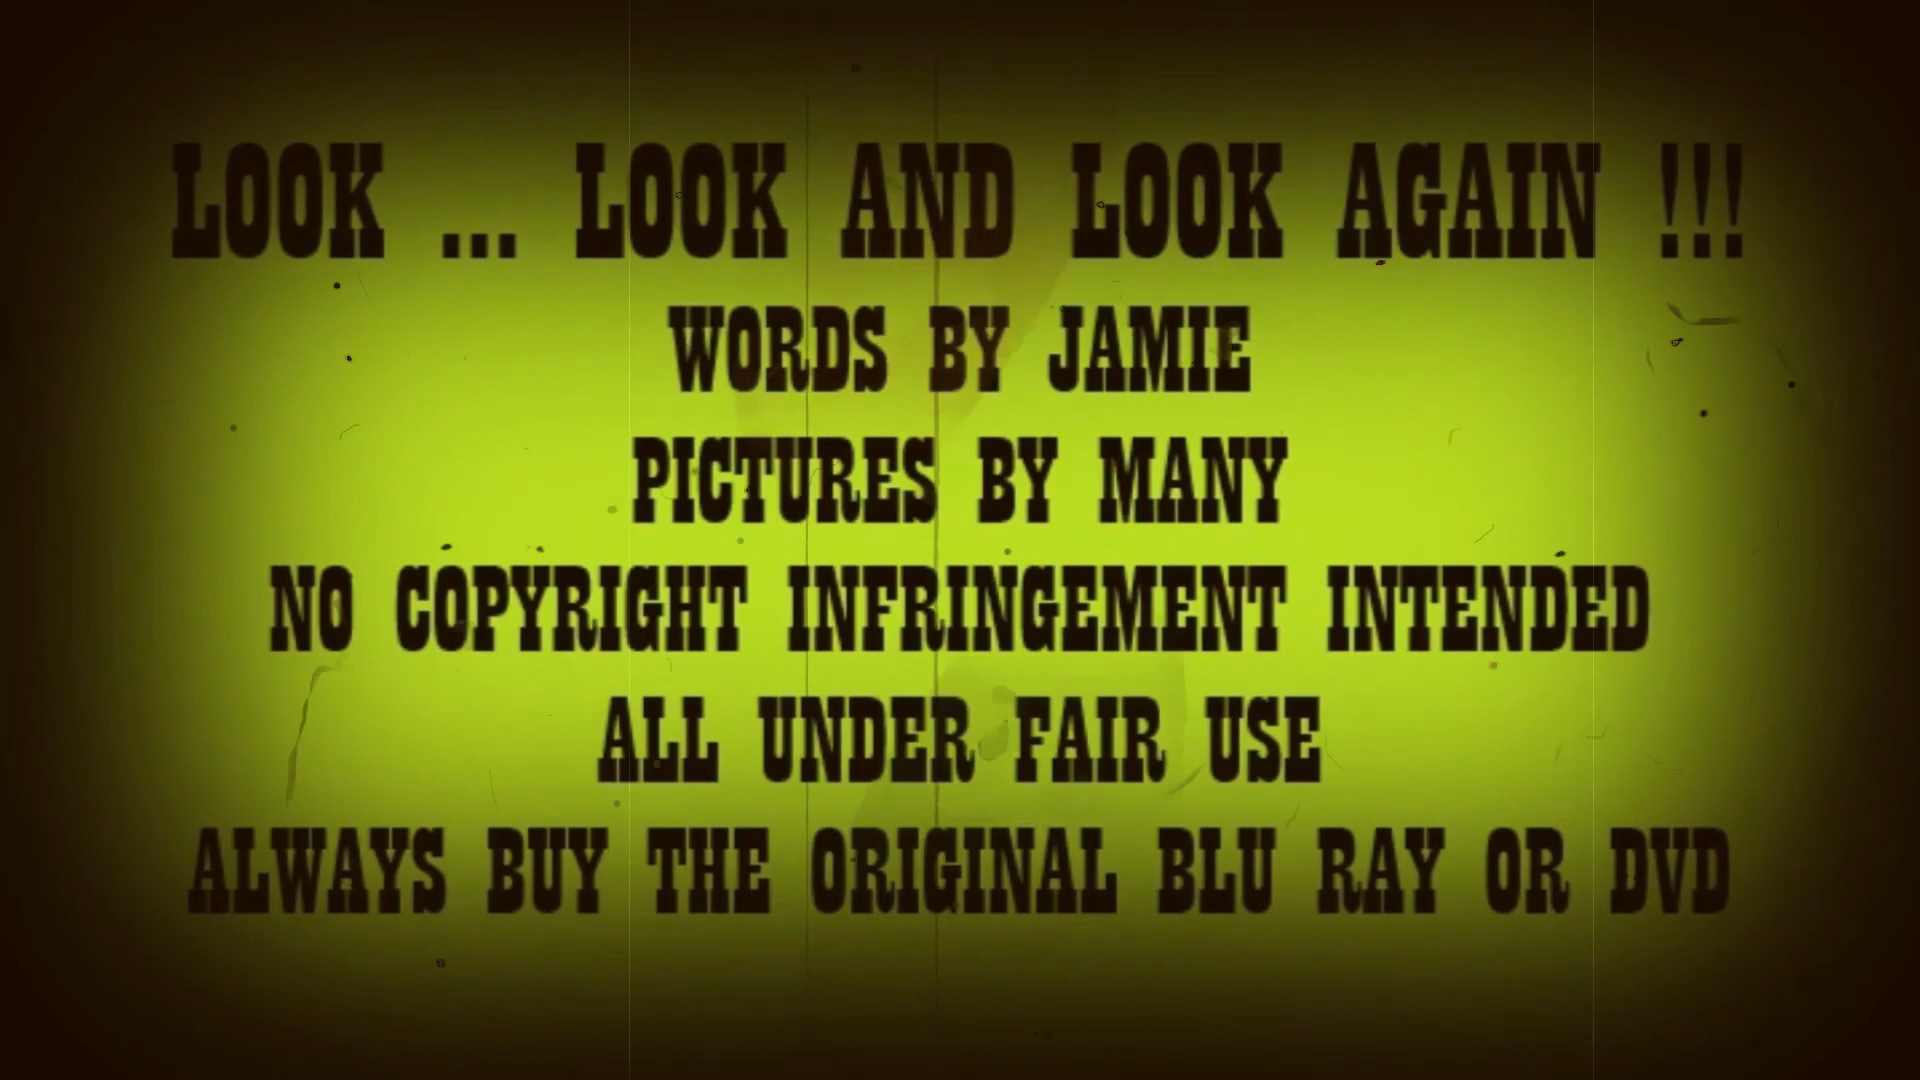 LOOK ... LOOK AND LOOK AGAIN !!!
WORDS BY JAMIE
PICTURES BY MANY
NO COPYRIGHT INFRINGEMENT INTENDED
ALL UNDER FAIR USE
ALWAYS BUY THE ORIGINAL BLU RAY OR DVD